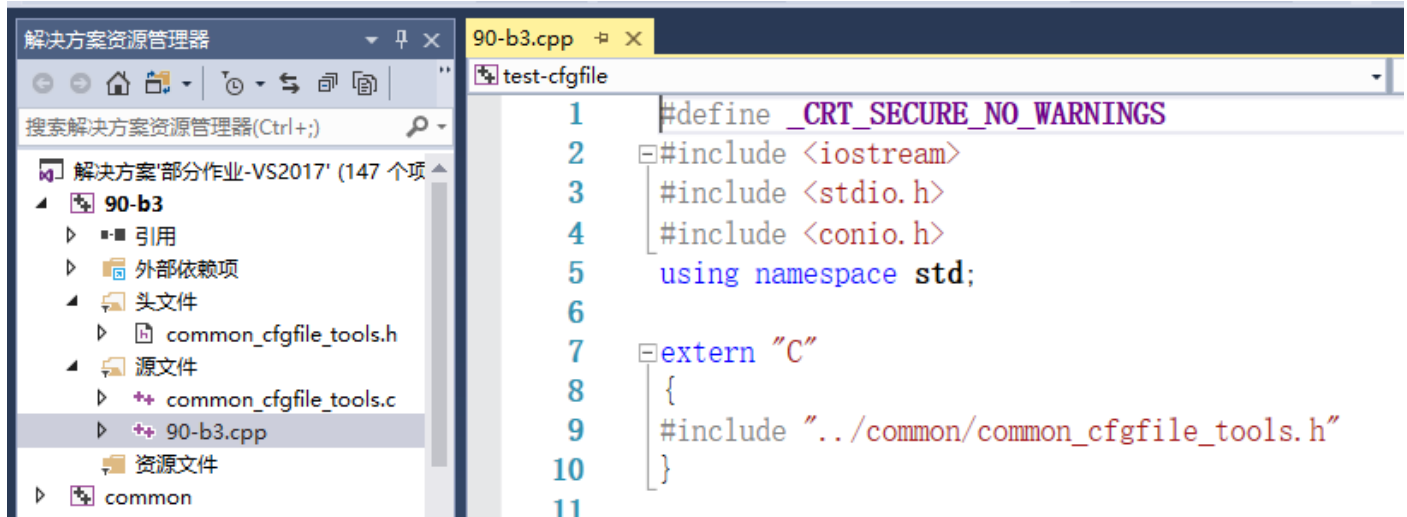 解决方案资源管理器
搜索解决方案资源管理器(Ctrl+;)
解决方案'部分作业-VS2017' (147 个项
90-b3
引用
外部依赖项
头文件
common_cfgfile_tools.h
源文件
common_cfgfile_tools.c
90-b3.cpp
资源文件
common
90-b3.cpp
test-cfgfile
1 #define _CRT_SECURE_NO_WARNINGS
2 #include <iostream>
3 #include <stdio.h>
4 #include <conio.h>
5 using namespace std;
6
7 extern "C"
8 {
9 #include "../common/common_cfgfile_tools.h"
10 }
11